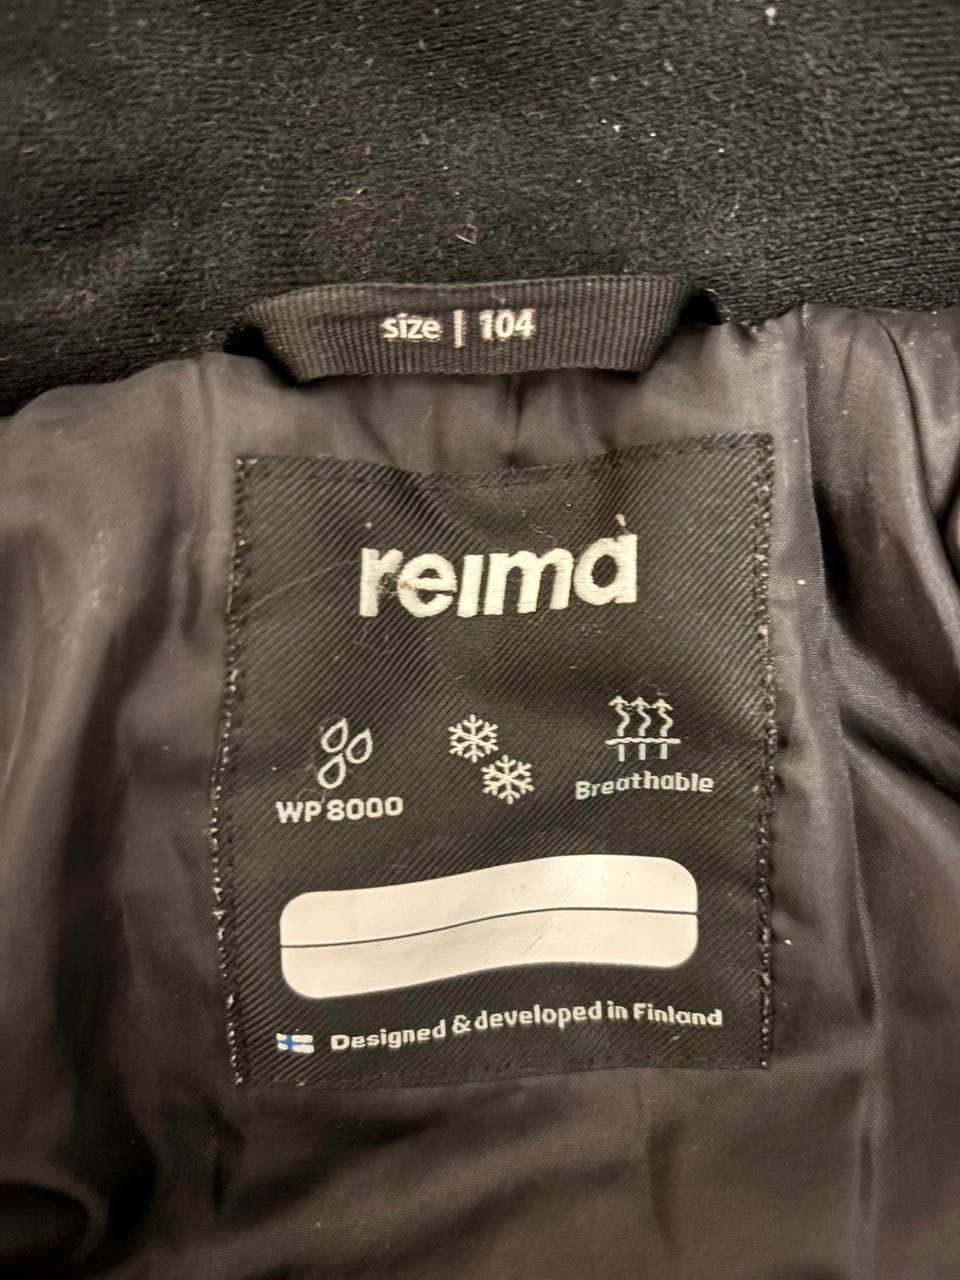 size | 104
reima
WP 8000
Breathable
Designed & developed in Finland